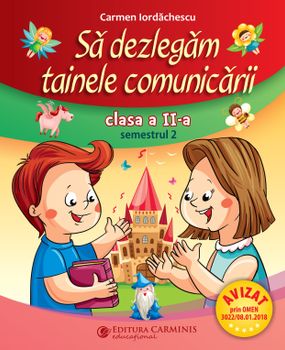 Carmen Iordăchescu
Să dezlegăm
tainele comunicării
clasa a II-a
semestrul 2
AVIZAT
prin OMEN
3022/08.01.2018
EDITURA CARMINIS
educațional